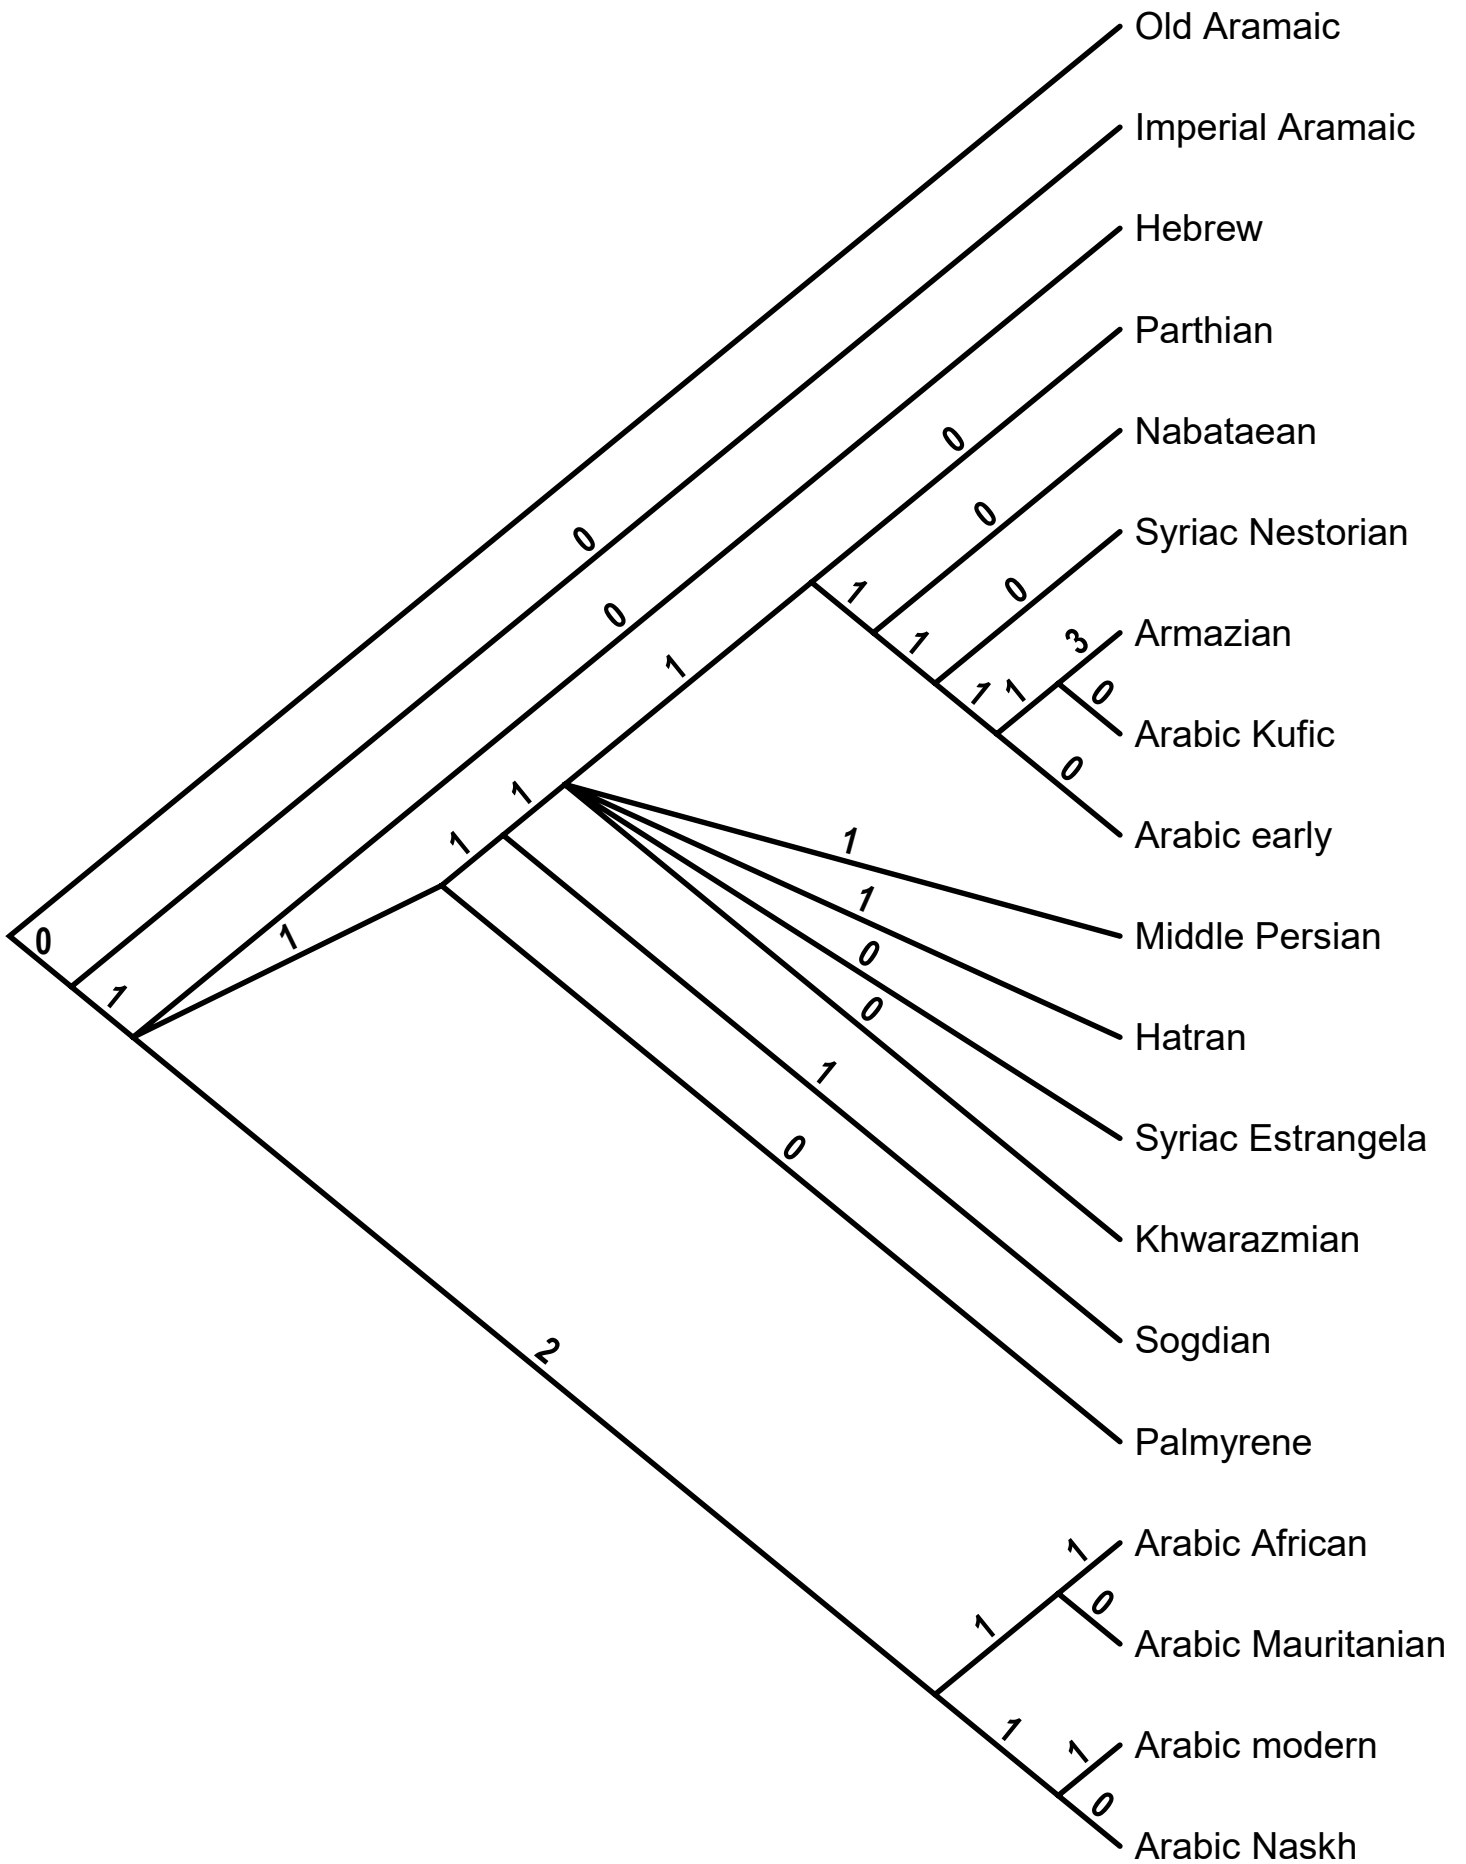 Old Aramaic
Imperial Aramaic
Hebrew
Parthian
0
Nabataean
0
Syriac Nestorian
0
0
1
0
3
Armazian
1
1
1
1
0
Arabic Kufic
0
1
Arabic early
1
1
1
Middle Persian
1
0
0
1
0
Hatran
1
Syriac Estrangela
0
Khwarazmian
Sogdian
2
Palmyrene
1
Arabic African
0
1
Arabic Mauritanian
1
1
Arabic modern
0
Arabic Naskh